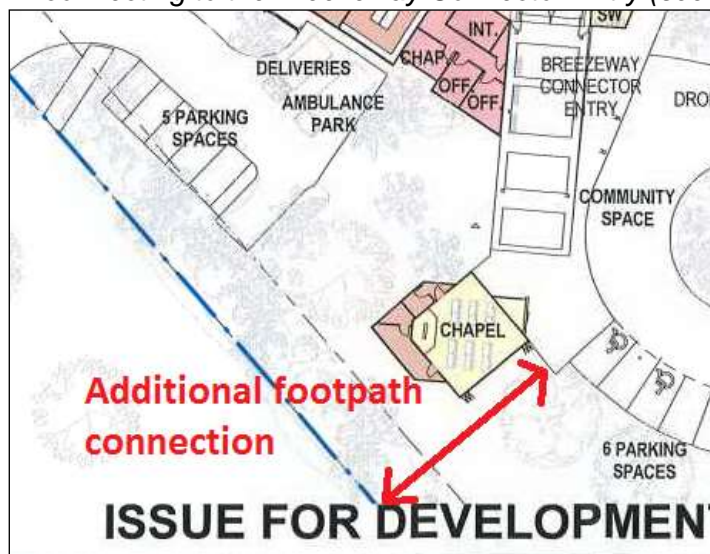 SW
INT.
CHAP.
OFF.
OFF.
BREEZEWAY
CONNECTOR
ENTRY
DELIVERIES
AMBULANCE
PARK
5 PARKING
SPACES
COMMUNITY
SPACE
CHAPEL
Additional footpath
connection
6 PARKING
SPACES
ISSUE FOR DEVELOPMENT